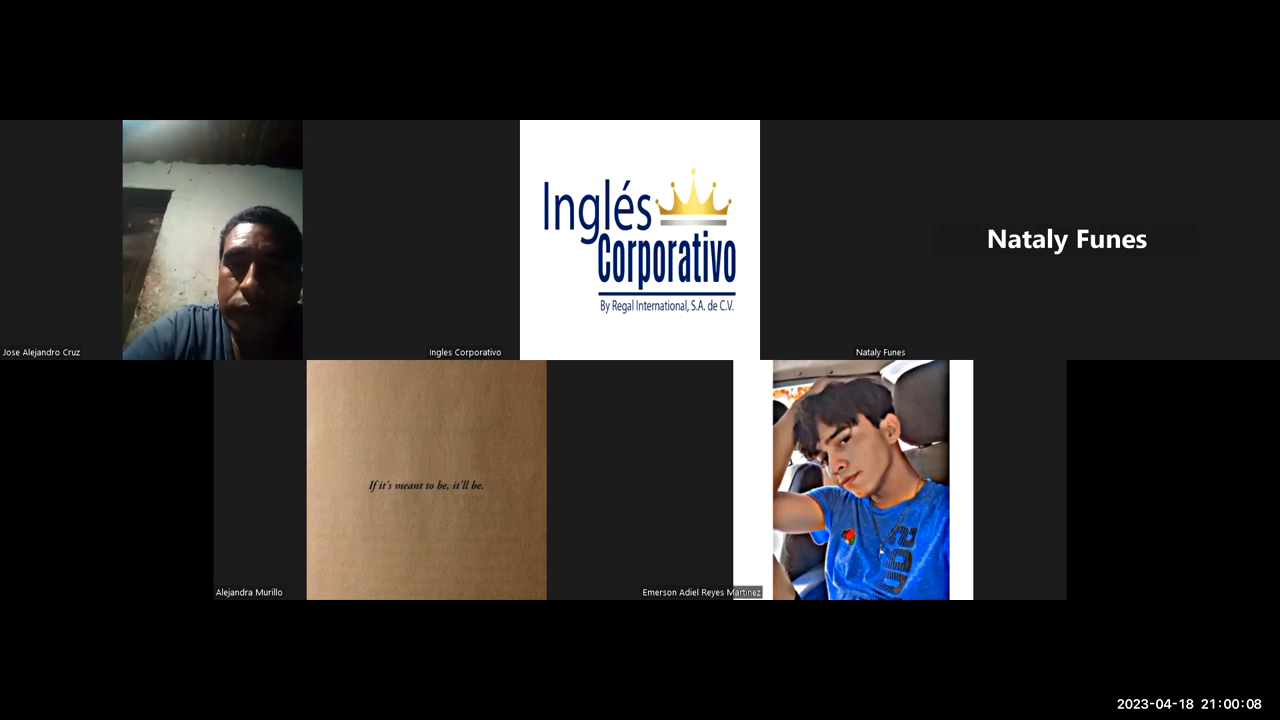 Inglés
Corporativo
By Regal International, S.A. de C.V.
Nataly Funes
Jose Alejandro Cruz
Ingles Corporativo
Nataly Funes
If it's meant to be, it'll be.
Alejandra Murillo
Emerson Adiel Reyes Martinez
2023-04-18 21:00:08